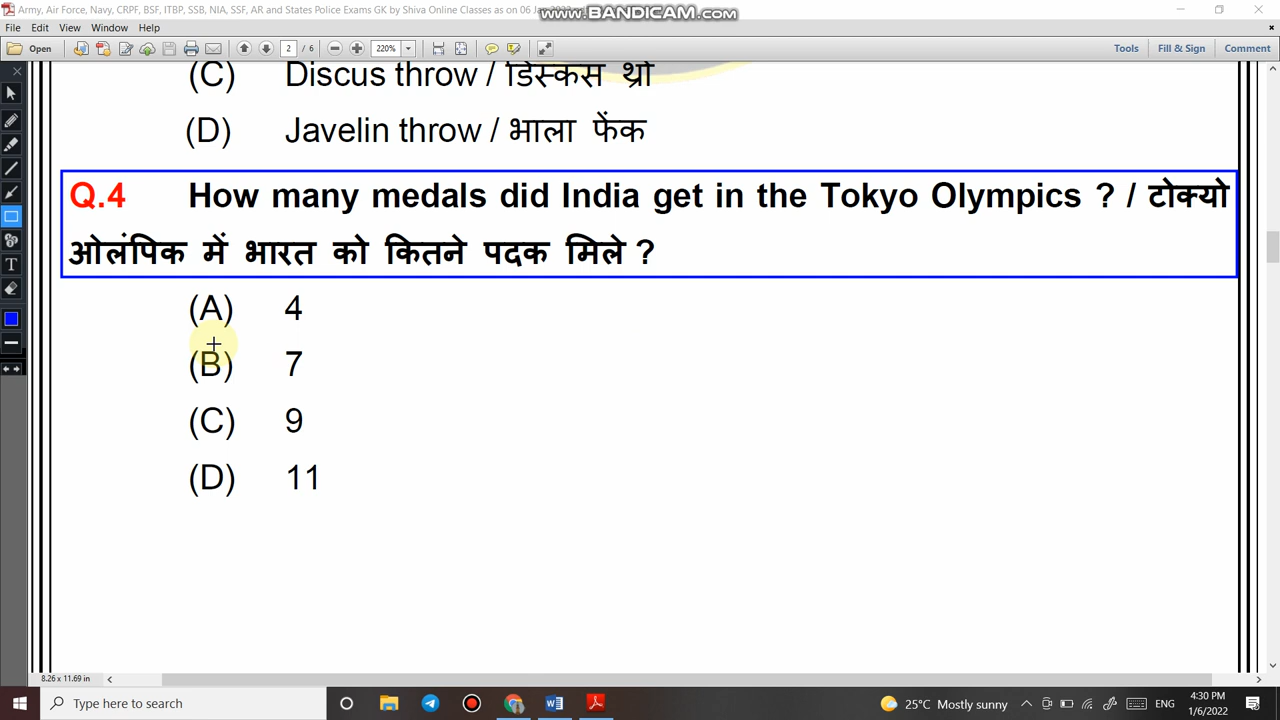 Army, Air Force, Navy, CRPF, BSF, ITBP, SSB, NIA, SSF, AR and States Police Exams GK by Shiva Online Classes as on 06
www.BANDICAM.com
File Edit View Window Help
Open 2 / 6 220% Tools Fill & Sign Comment
(C) Discus throw / डिस्कस थ्रो
(D) Javelin throw / भाला फेंक
Q.4 How many medals did India get in the Tokyo Olympics ? / टोक्यो
ओलंपिक में भारत को कितने पदक मिले ?
(A) 4
(B) 7
(C) 9
(D) 11
8.26 x 11.69 in
Type here to search
25°C Mostly sunny
ENG
4:30 PM
1/6/2022